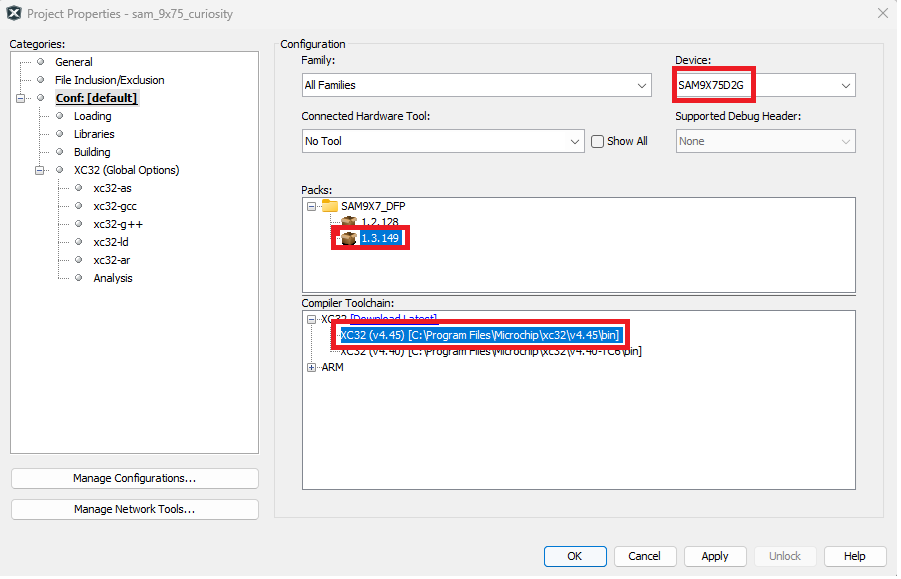 Project Properties - sam_9x75_curiosity
Categories:
General
File Inclusion/Exclusion
Conf: [default]
Loading
Libraries
Building
XC32 (Global Options)
xc32-as
xc32-gcc
xc32-g++
xc32-ld
xc32-ar
Analysis
Manage Configurations...
Manage Network Tools...
Configuration
Family:
Device:
All Families
SAM9X75D2G
Connected Hardware Tool:
Supported Debug Header:
No Tool
Show All
None
Packs:
SAM9X7_DFP
1.2.128
1.3.149
Compiler Toolchain:
XC32 [Download Latest]
XC32 (v4.45) [C:\Program Files\Microchip\xc32\v4.45\bin]
XC32 (v4.40) [C:\Program Files\Microchip\xc32\v4.40-TC6\bin]
ARM
OK
Cancel
Apply
Unlock
Help